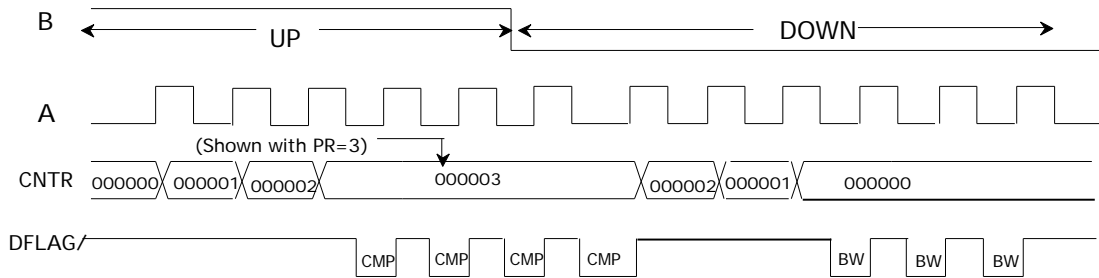 B
UP
DOWN
A
(Shown with PR=3)
CNTR
000000 000001 000002 000003 000002 000001 000000
DFLAG/
CMP CMP CMP CMP BW BW BW